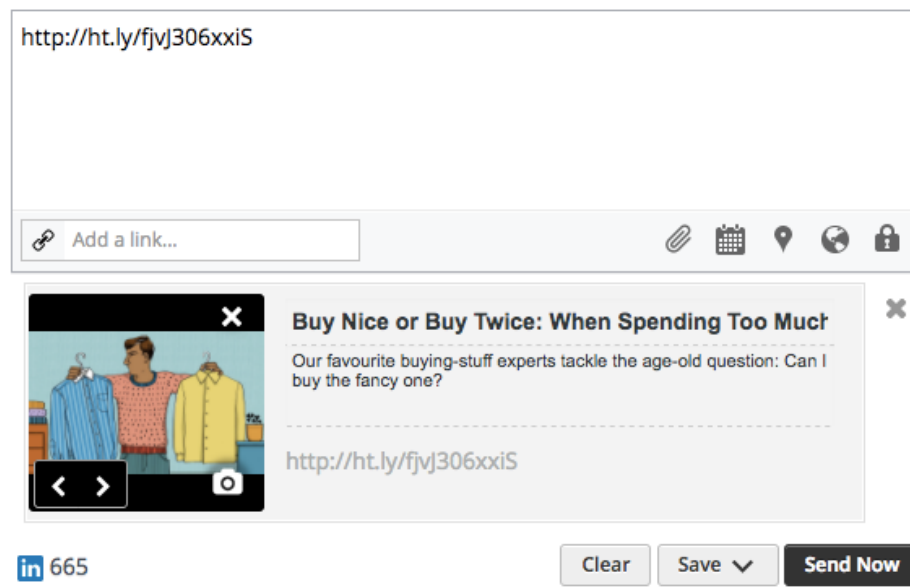 http://ht.ly/fjvJ306xxiS
Add a link...
Buy Nice or Buy Twice: When Spending Too Much
Our favourite buying-stuff experts tackle the age-old question: Can I
buy the fancy one?
http://ht.ly/fjvJ306xxiS
in 665
Clear
Save
Send Now